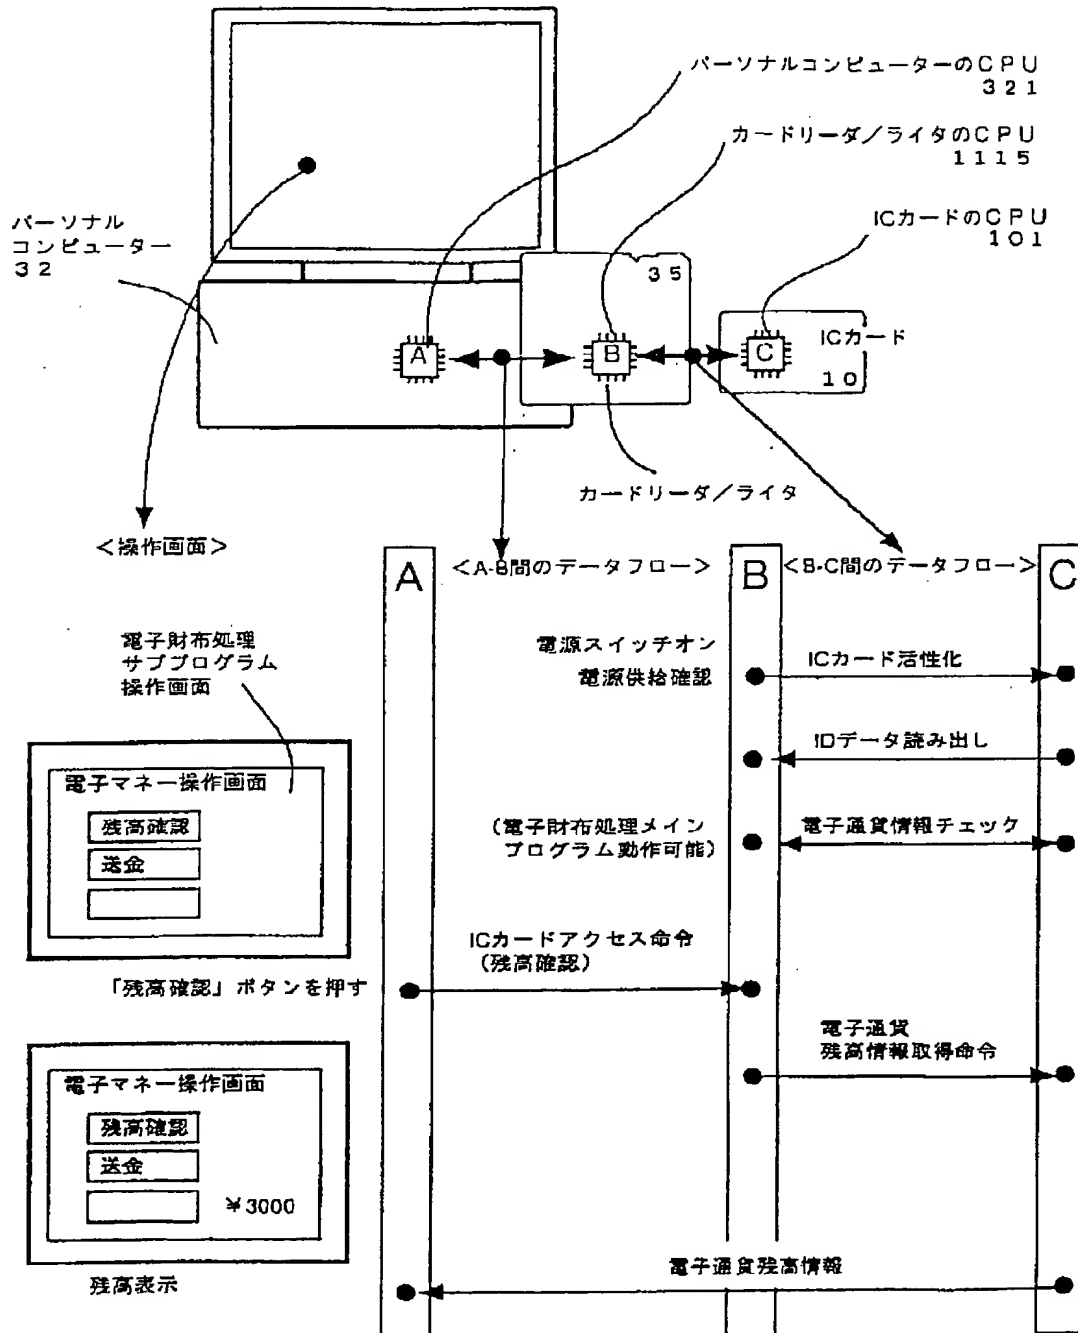 パーソナルコンピューターのCPU
321
カードリーダ/ライタのCPU
1115
ICカードのCPU
101
パーソナル
コンピューター
32
35
A
B
C
ICカード
10
カードリーダ/ライタ
<操作画面>
A
<A-B間のデータフロー>
B
<B-C間のデータフロー>
C
電子財布処理
サブプログラム
操作画面
電源スイッチオン
電源供給確認
ICカード活性化
IDデータ読み出し
電子マネー操作画面
残高確認
送金
(電子財布処理メイン
プログラム動作可能)
電子通貨情報チェック
ICカードアクセス命令
(残高確認)
「残高確認」ボタンを押す
電子通貨
残高情報取得命令
電子マネー操作画面
残高確認
送金
¥3000
電子通貨残高情報
残高表示